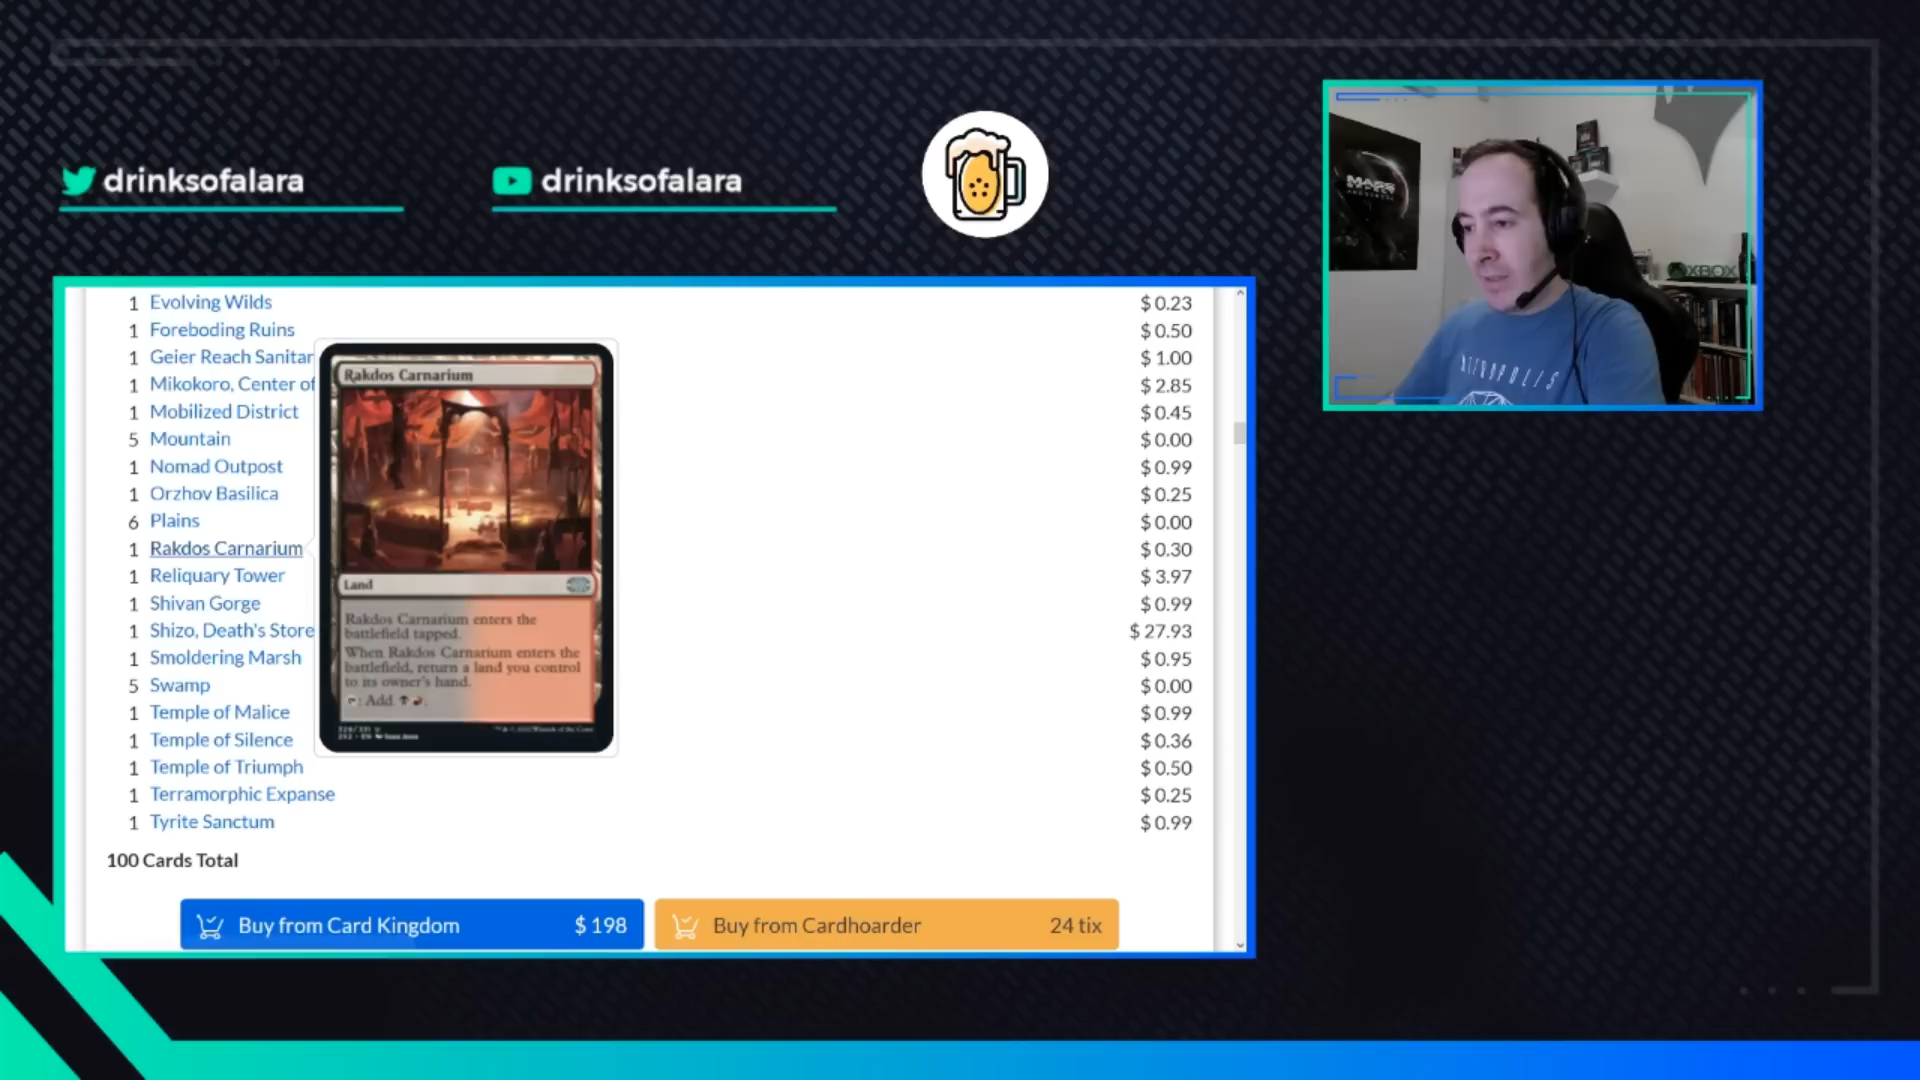 drinksofalara
drinksofalara
MASS
XBOX
NECROPOLIS
1 Evolving Wilds $ 0.23
1 Foreboding Ruins $ 0.50
1 Geier Reach Sanitar $ 1.00
1 Mikokoro, Center of $ 2.85
1 Mobilized District $ 0.45
5 Mountain $ 0.00
1 Nomad Outpost $ 0.99
1 Orzhov Basilica $ 0.25
6 Plains $ 0.00
1 Rakdos Carnarium $ 0.30
1 Reliquary Tower $ 3.97
1 Shivan Gorge $ 0.99
1 Shizo, Death's Store $ 27.93
1 Smoldering Marsh $ 0.95
5 Swamp $ 0.00
1 Temple of Malice $ 0.99
1 Temple of Silence $ 0.36
1 Temple of Triumph $ 0.50
1 Terramorphic Expanse $ 0.25
1 Tyrite Sanctum $ 0.99
Rakdos Carnarium
Land
Rakdos Carnarium enters the
battlefield tapped.
When Rakdos Carnarium enters the
battlefield, return a land you control
to its owner's hand.
: Add
100 Cards Total
Buy from Card Kingdom $ 198
Buy from Cardhoarder 24 tix